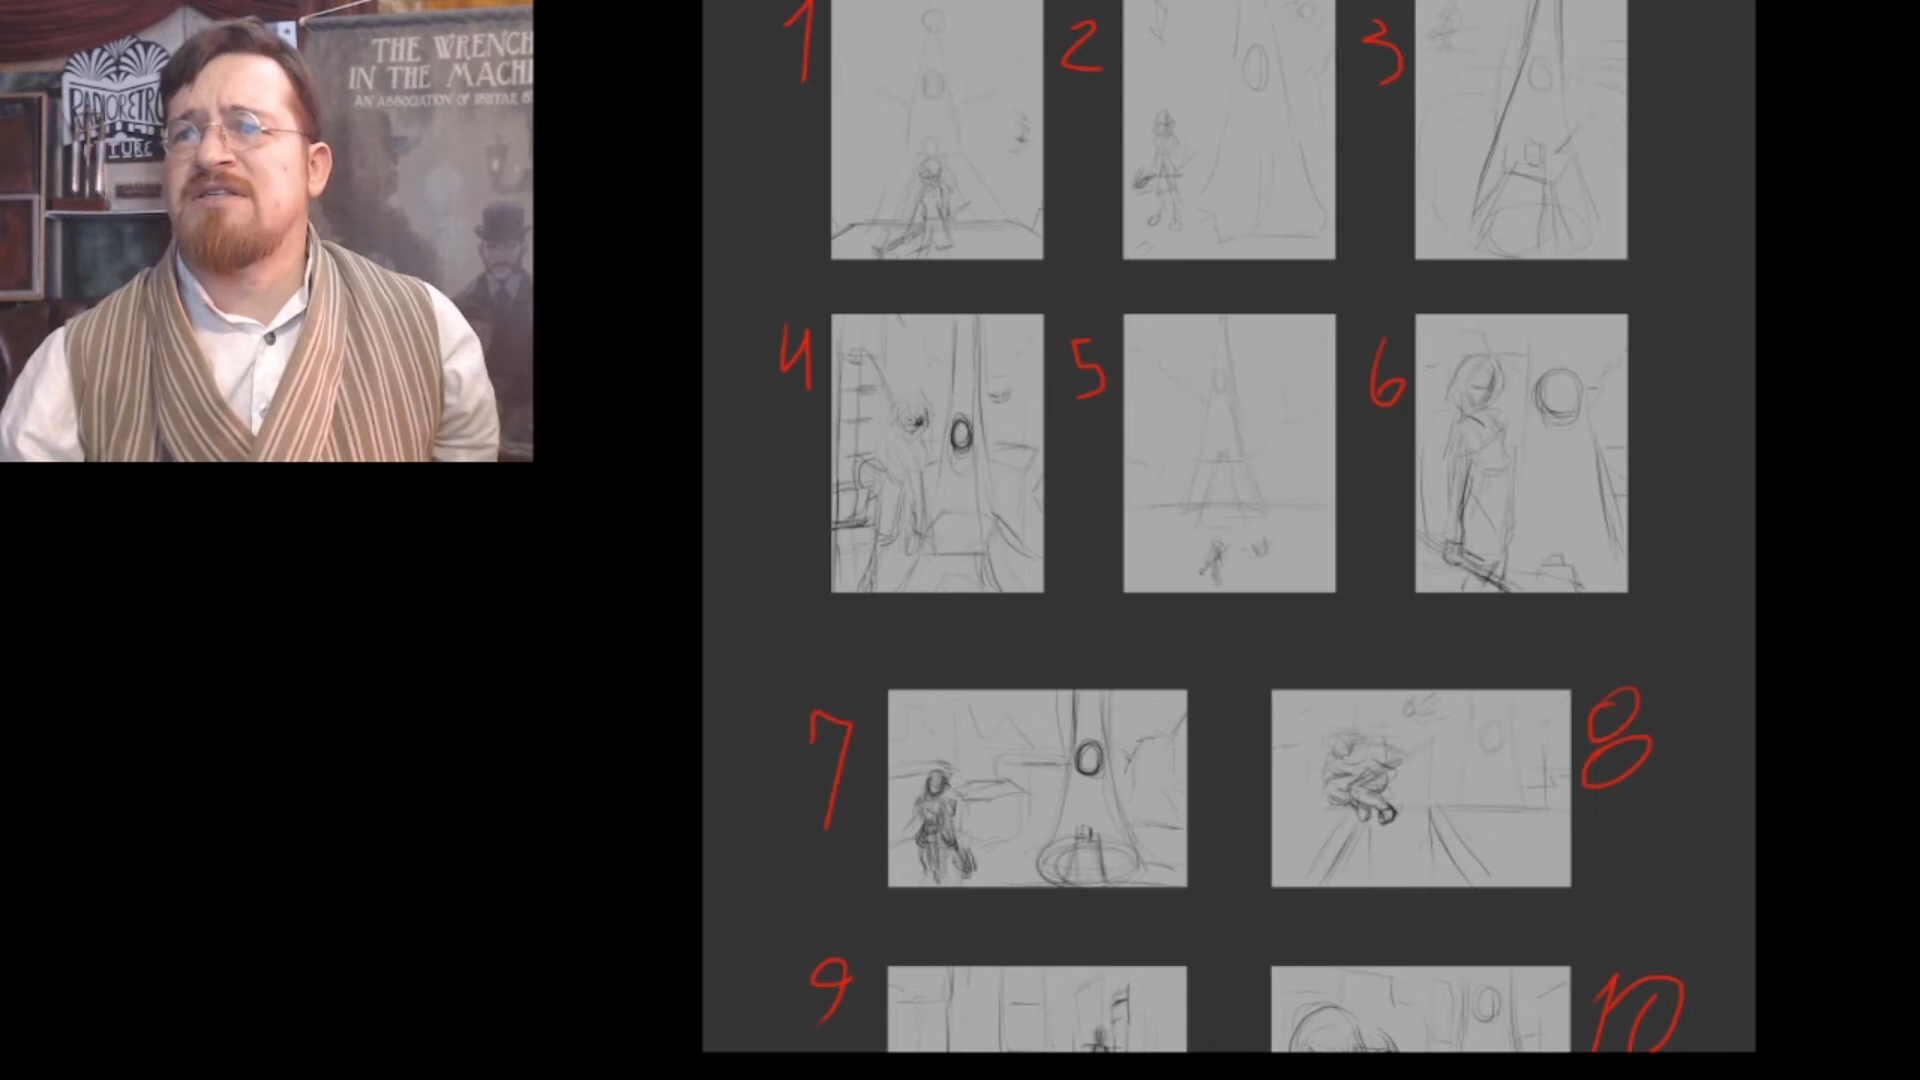 THE WRENCH
IN THE MACHI
AN ASSOCIATION OF
RADIORETRO
TURE
1
2
3
4
5
6
7
8
9
10